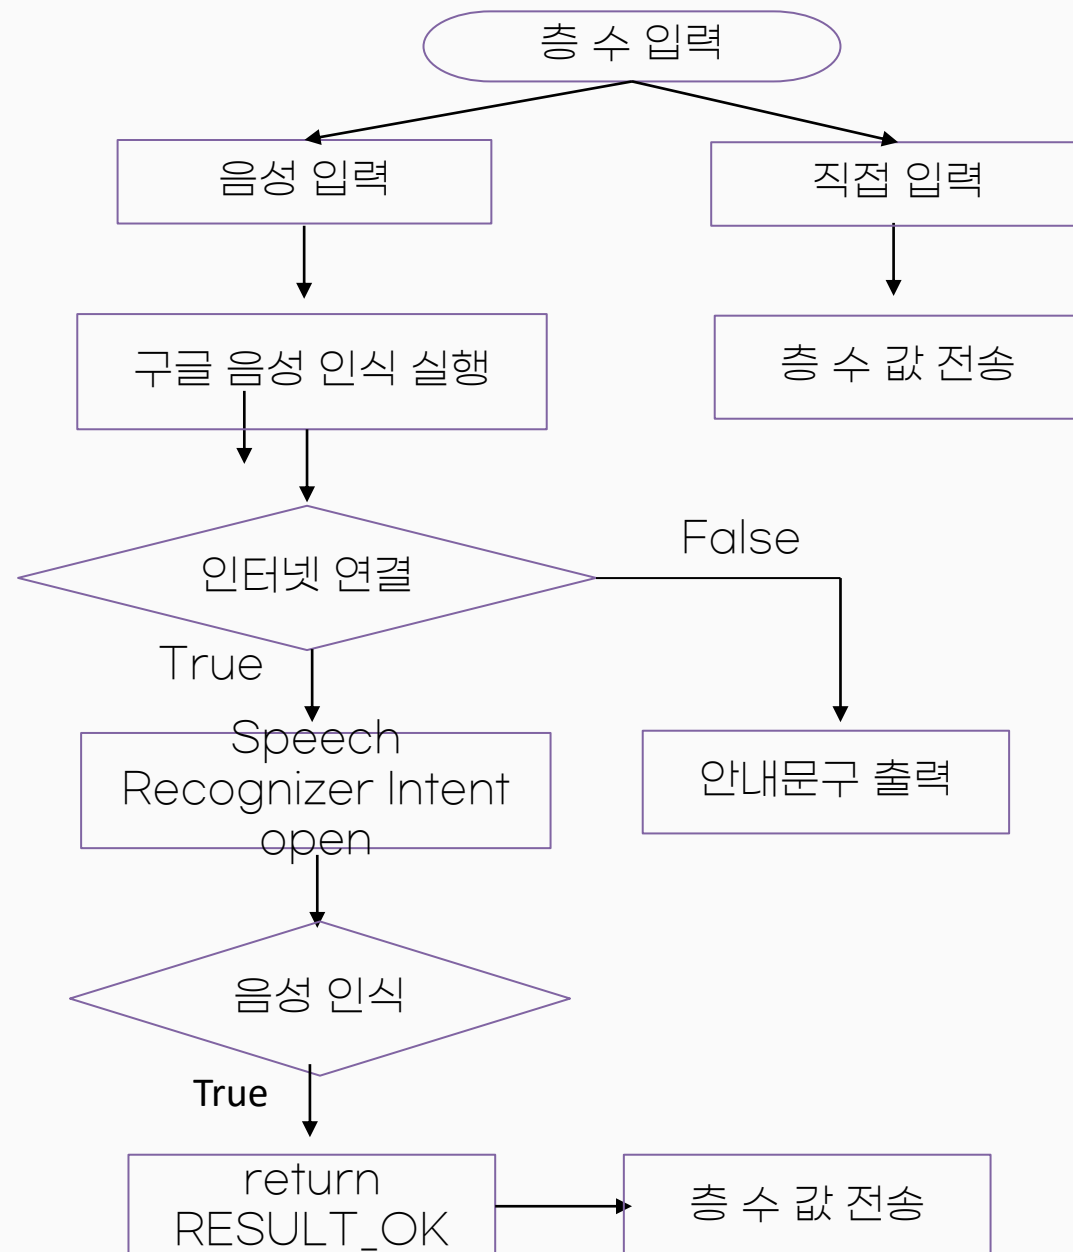 층 수 입력
음성 입력
직접 입력
구글 음성 인식 실행
층 수 값 전송
인터넷 연결
False
True
Speech
Recognizer Intent
open
안내문구 출력
음성 인식
True
return
RESULT_OK
층 수 값 전송